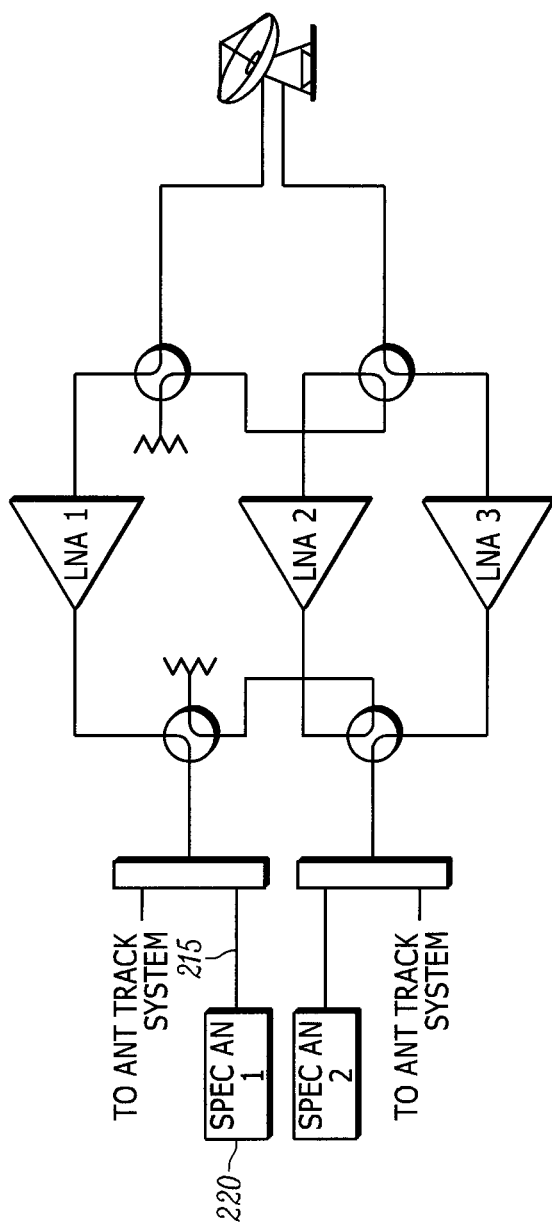 LNA 1
LNA 2
LNA 3
TO ANT TRACK
SYSTEM
215
SPEC AN
1
220
SPEC AN
2
TO ANT TRACK
SYSTEM